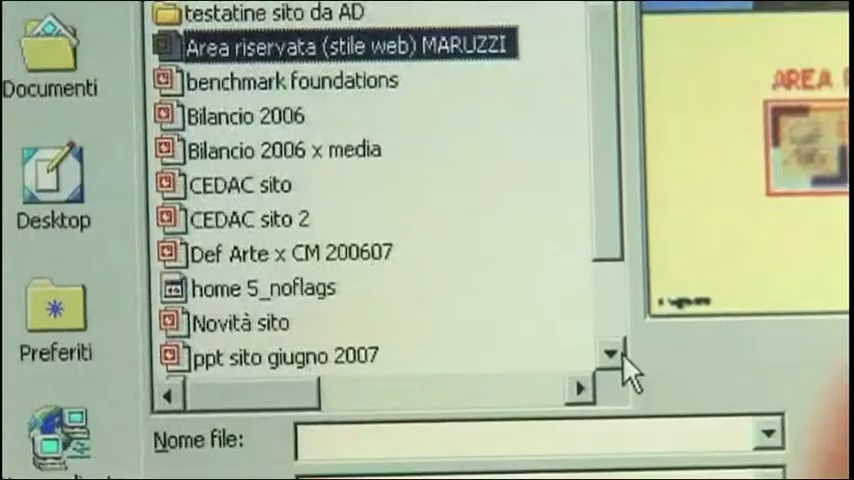 testatine sito da AD
Area riservata (stile web) MARUZZI
benchmark foundations
Bilancio 2006
Bilancio 2006 x media
CEDAC sito
CEDAC sito 2
Def Arte x CM 200607
home 5_noflags
Novità sito
ppt sito giugno 2007
Documenti
Desktop
Preferiti
Nome file:
AREA